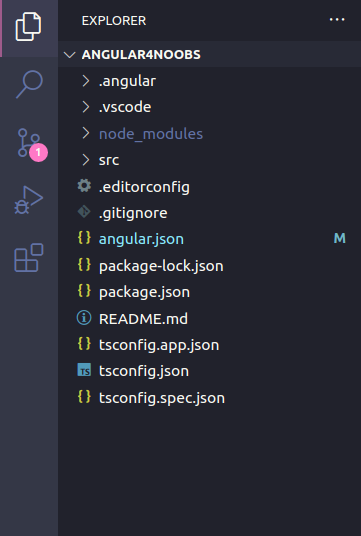 EXPLORER
ANGULAR4NOOBS
.angular
.vscode
node_modules
src
.editorconfig
.gitignore
angular.json M
package-lock.json
package.json
README.md
tsconfig.app.json
TS tsconfig.json
tsconfig.spec.json
1